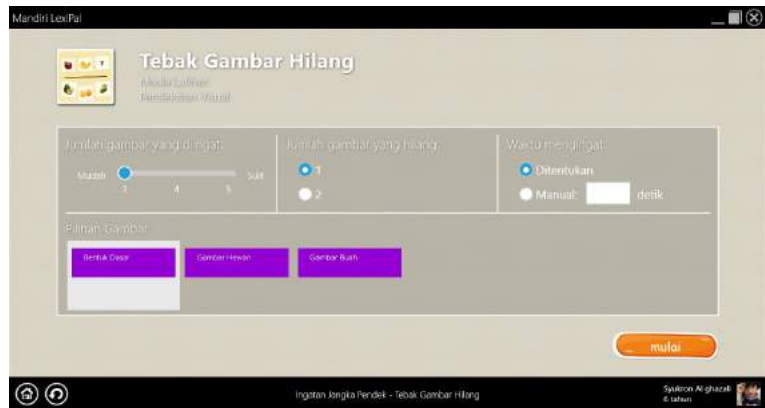 Mandiri LexiPal
Tebak Gambar Hilang
Media Latihan
Pendekatan Visual
Jumlah gambar yang diingat:
Mudah
Sulit
3 4 5
Jumlah gambar yang hilang:
1
2
Waktu mengingat:
Ditentukan
Manual: detik
Pilihan Gambar:
Bentuk Dasar
Gambar Hewan
Gambar Buah
mulai
Ingatan Jangka Pendek - Tebak Gambar Hilang
Syukron Al ghazali
6 tahun